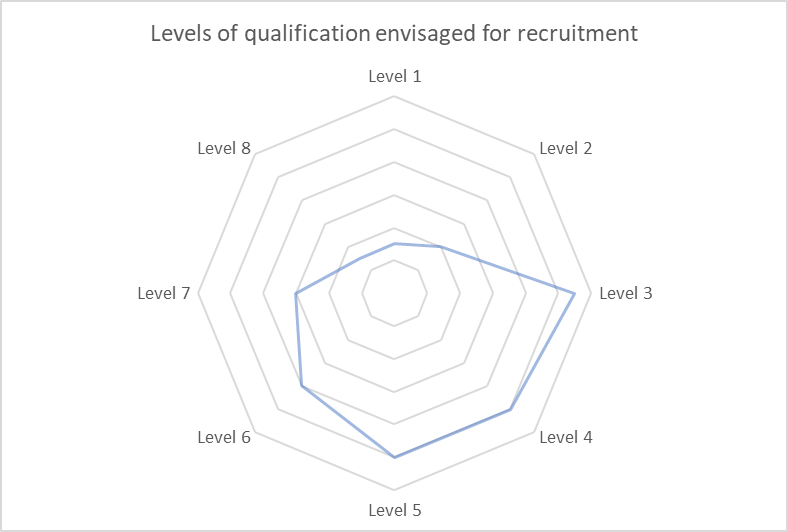 Levels of qualification envisaged for recruitment
Level 1
Level 2
Level 3
Level 4
Level 5
Level 6
Level 7
Level 8